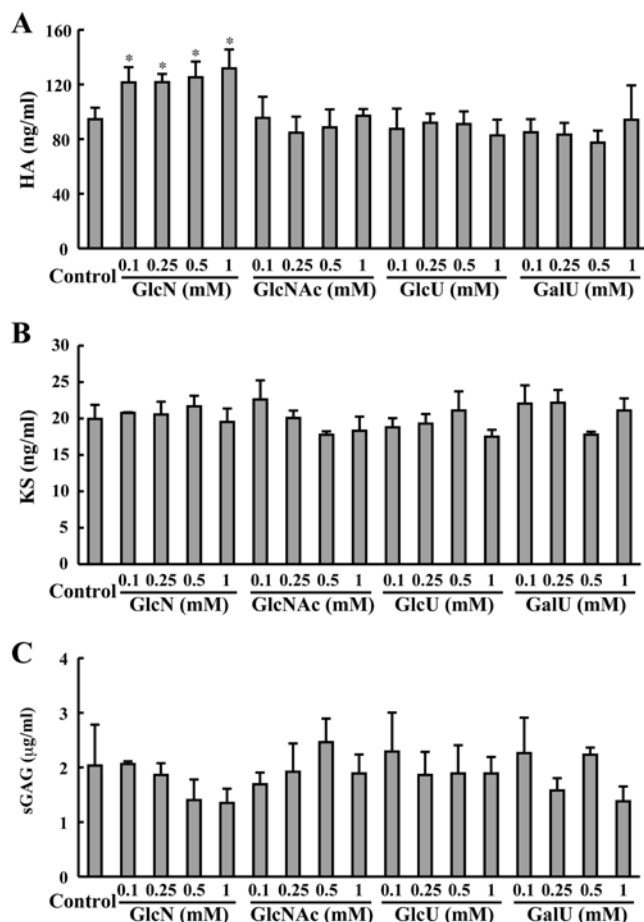 A
HA (ng/ml)
160
120
80
40
0
* * * *
Control 0.1 0.25 0.5 1 0.1 0.25 0.5 1 0.1 0.25 0.5 1 0.1 0.25 0.5 1
GlcN (mM) GlcNAc (mM) GlcU (mM) GalU (mM)
B
KS (ng/ml)
30
25
20
15
10
5
0
Control 0.1 0.25 0.5 1 0.1 0.25 0.5 1 0.1 0.25 0.5 1 0.1 0.25 0.5 1
GlcN (mM) GlcNAc (mM) GlcU (mM) GalU (mM)
C
sGAG (μg/ml)
4
3
2
1
0
Control 0.1 0.25 0.5 1 0.1 0.25 0.5 1 0.1 0.25 0.5 1 0.1 0.25 0.5 1
GlcN (mM) GlcNAc (mM) GlcU (mM) GalU (mM)